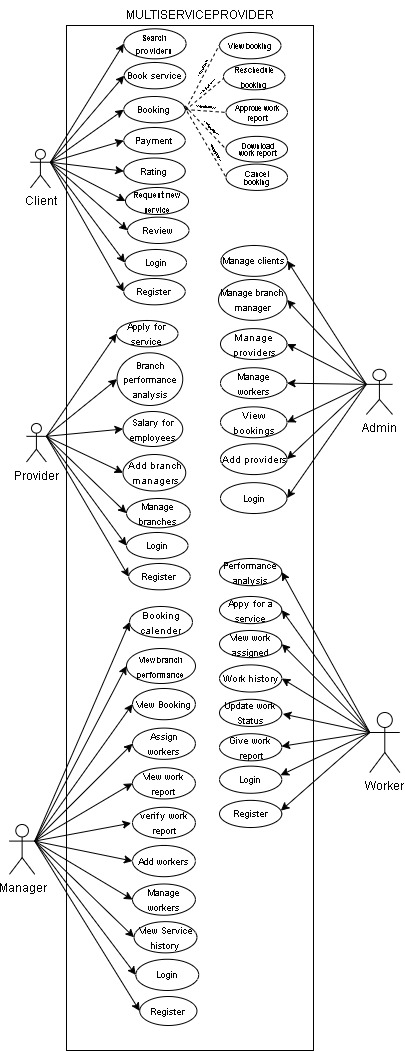 MULTISERVICEPROVIDER
Search
providers
Book service
Booking
Payment
Rating
Request new
service
Review
Login
Register
Client
View booking
Reschedule
booking
Approve work
report
Download
work report
Cancel
booking
Manage clients
Manage branch
manager
Manage
providers
Manage
workers
View
bookings
Add providers
Login
Admin
Apply for
service
Branch
performance
analysis
Salary for
employees
Add branch
managers
Manage
branches
Login
Register
Provider
Performance
analysis
Appy for a
service
View work
assigned
Work history
Update work
Status
Give work
report
Login
Register
Worker
Booking
calender
View branch
performance
View Booking
Assign
workers
View work
report
verify work
report
Add workers
Manage
workers
View Service
history
Login
Register
Manager